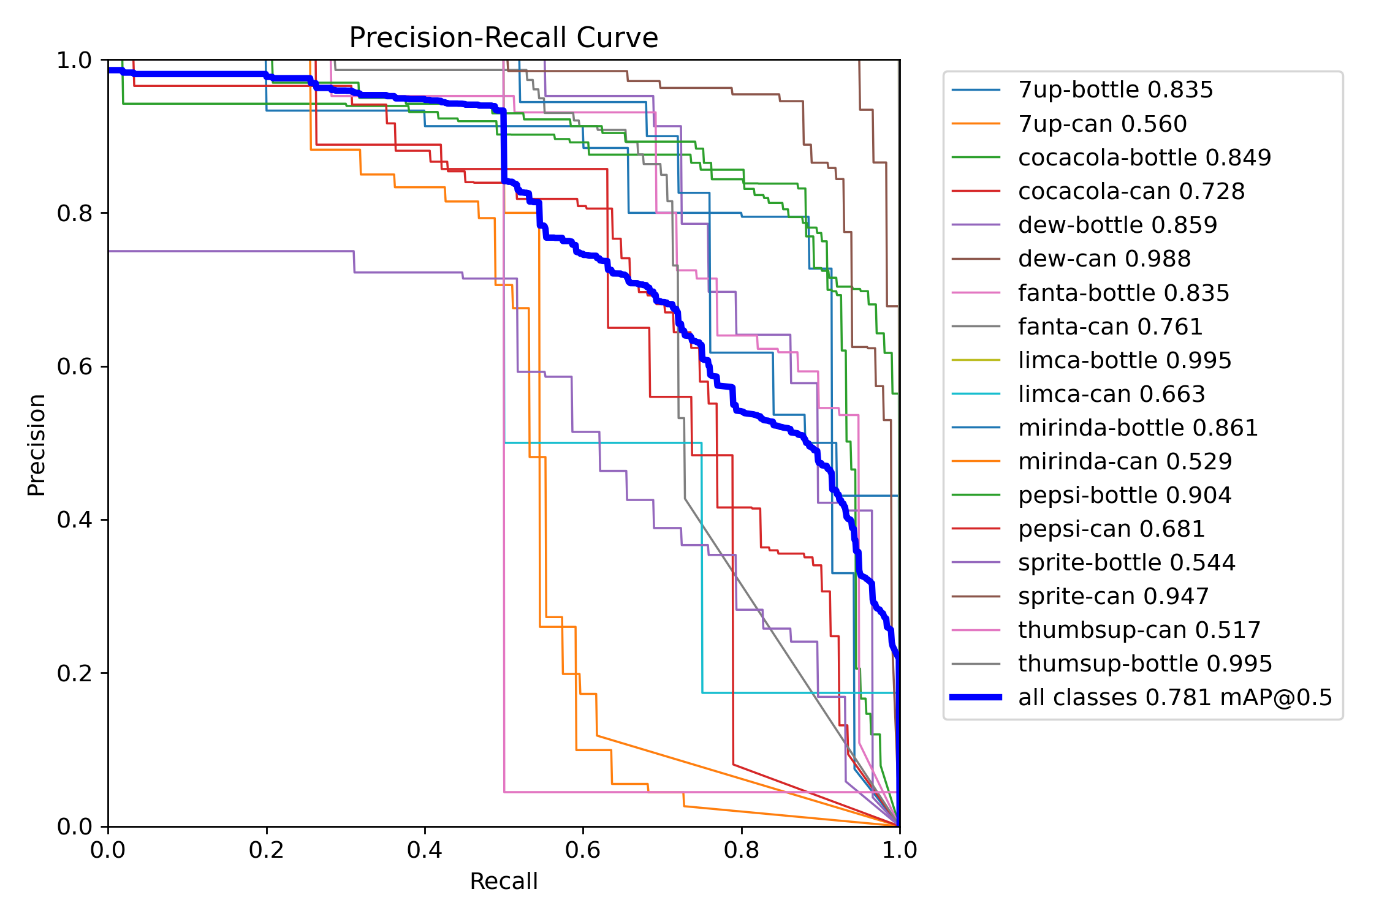 Precision-Recall Curve
1.0
0.8
0.6
0.4
0.2
0.0
Precision
0.0 0.2 0.4 0.6 0.8 1.0
Recall
7up-bottle 0.835
7up-can 0.560
cocacola-bottle 0.849
cocacola-can 0.728
dew-bottle 0.859
dew-can 0.988
fanta-bottle 0.835
fanta-can 0.761
limca-bottle 0.995
limca-can 0.663
mirinda-bottle 0.861
mirinda-can 0.529
pepsi-bottle 0.904
pepsi-can 0.681
sprite-bottle 0.544
sprite-can 0.947
thumbsup-can 0.517
thumsup-bottle 0.995
all classes 0.781 mAP@0.5